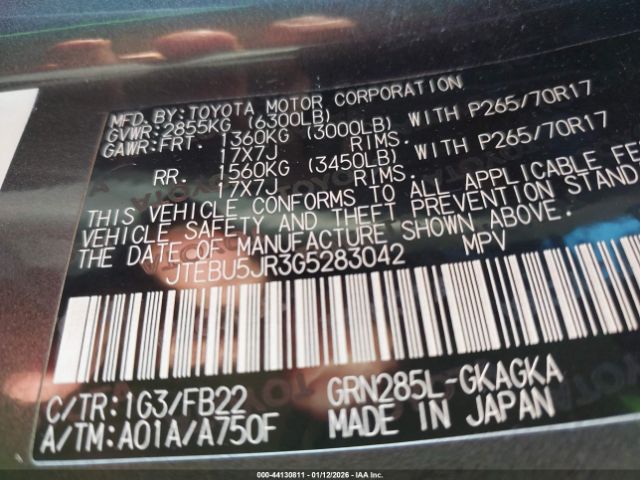 MFD. BY: TOYOTA MOTOR CORPORATION
GVWR: 2855KG (6300LB)
GAWR: FRT. 1360KG (3000LB) WITH P265/70R17
17X7J RIMS.
RR. 1560KG (3450LB) WITH P265/70R17
17X7J RIMS.
THIS VEHICLE CONFORMS TO ALL APPLICABLE FE
VEHICLE SAFETY AND THEFT PREVENTION STAND
THE DATE OF MANUFACTURE SHOWN ABOVE.
JTEBU5JR3G5283042 MPV
C/TR: 1G3/FB22 GRN285L-GKAGKA
A/TM: A01A/A750F MADE IN JAPAN
000-44130811 - 01/12/2026 - IAA Inc.